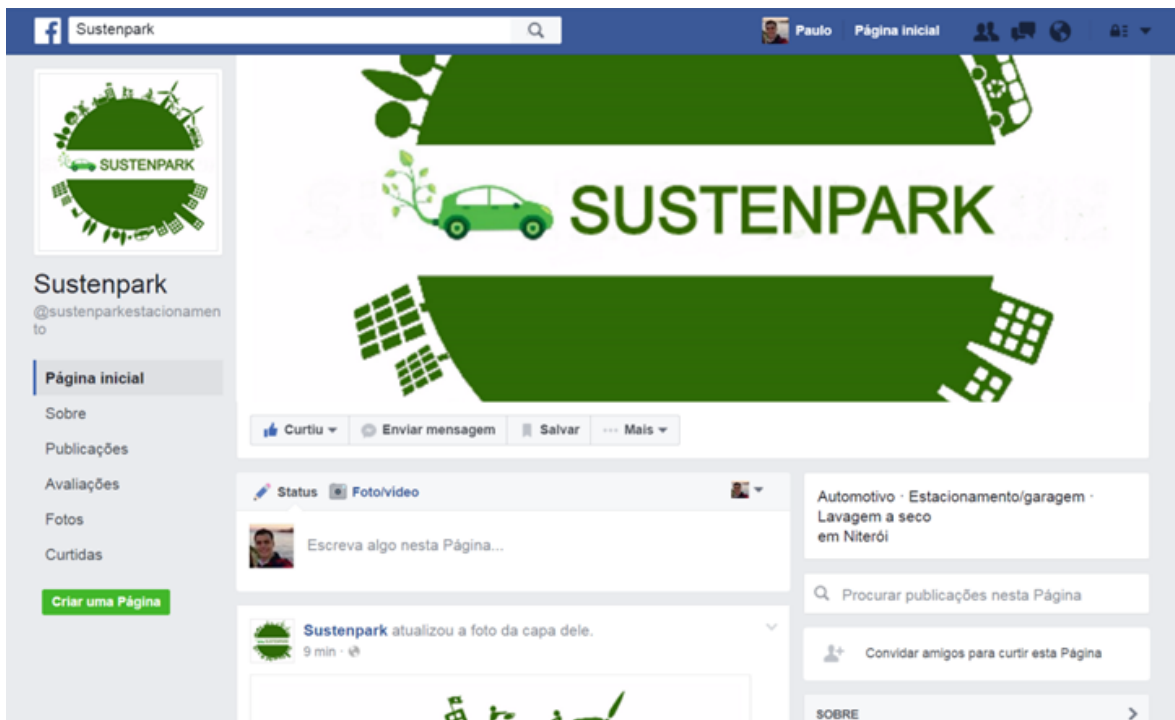 Sustenpark
Paulo
Página inicial
SUSTENPARK
SUSTENPARK
Sustenpark
@sustenparkestacionamen
to
Página inicial
Sobre
Publicações
Avaliações
Fotos
Curtidas
Criar uma Página
Curtiu
Enviar mensagem
Salvar
··· Mais
Status Foto/vídeo
Escreva algo nesta Página...
Sustenpark atualizou a foto da capa dele.
9 min ·
Automotivo · Estacionamento/garagem ·
Lavagem a seco
em Niterói
Procurar publicações nesta Página
Convidar amigos para curtir esta Página
SOBRE